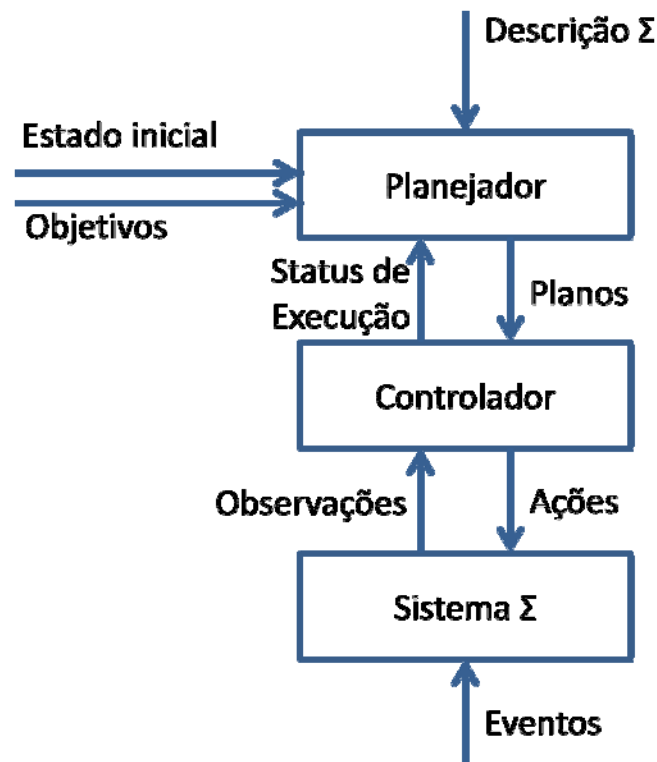 Descrição Σ
Estado inicial
Planejador
Objetivos
Status de
Execução
Planos
Controlador
Observações
Ações
Sistema Σ
Eventos